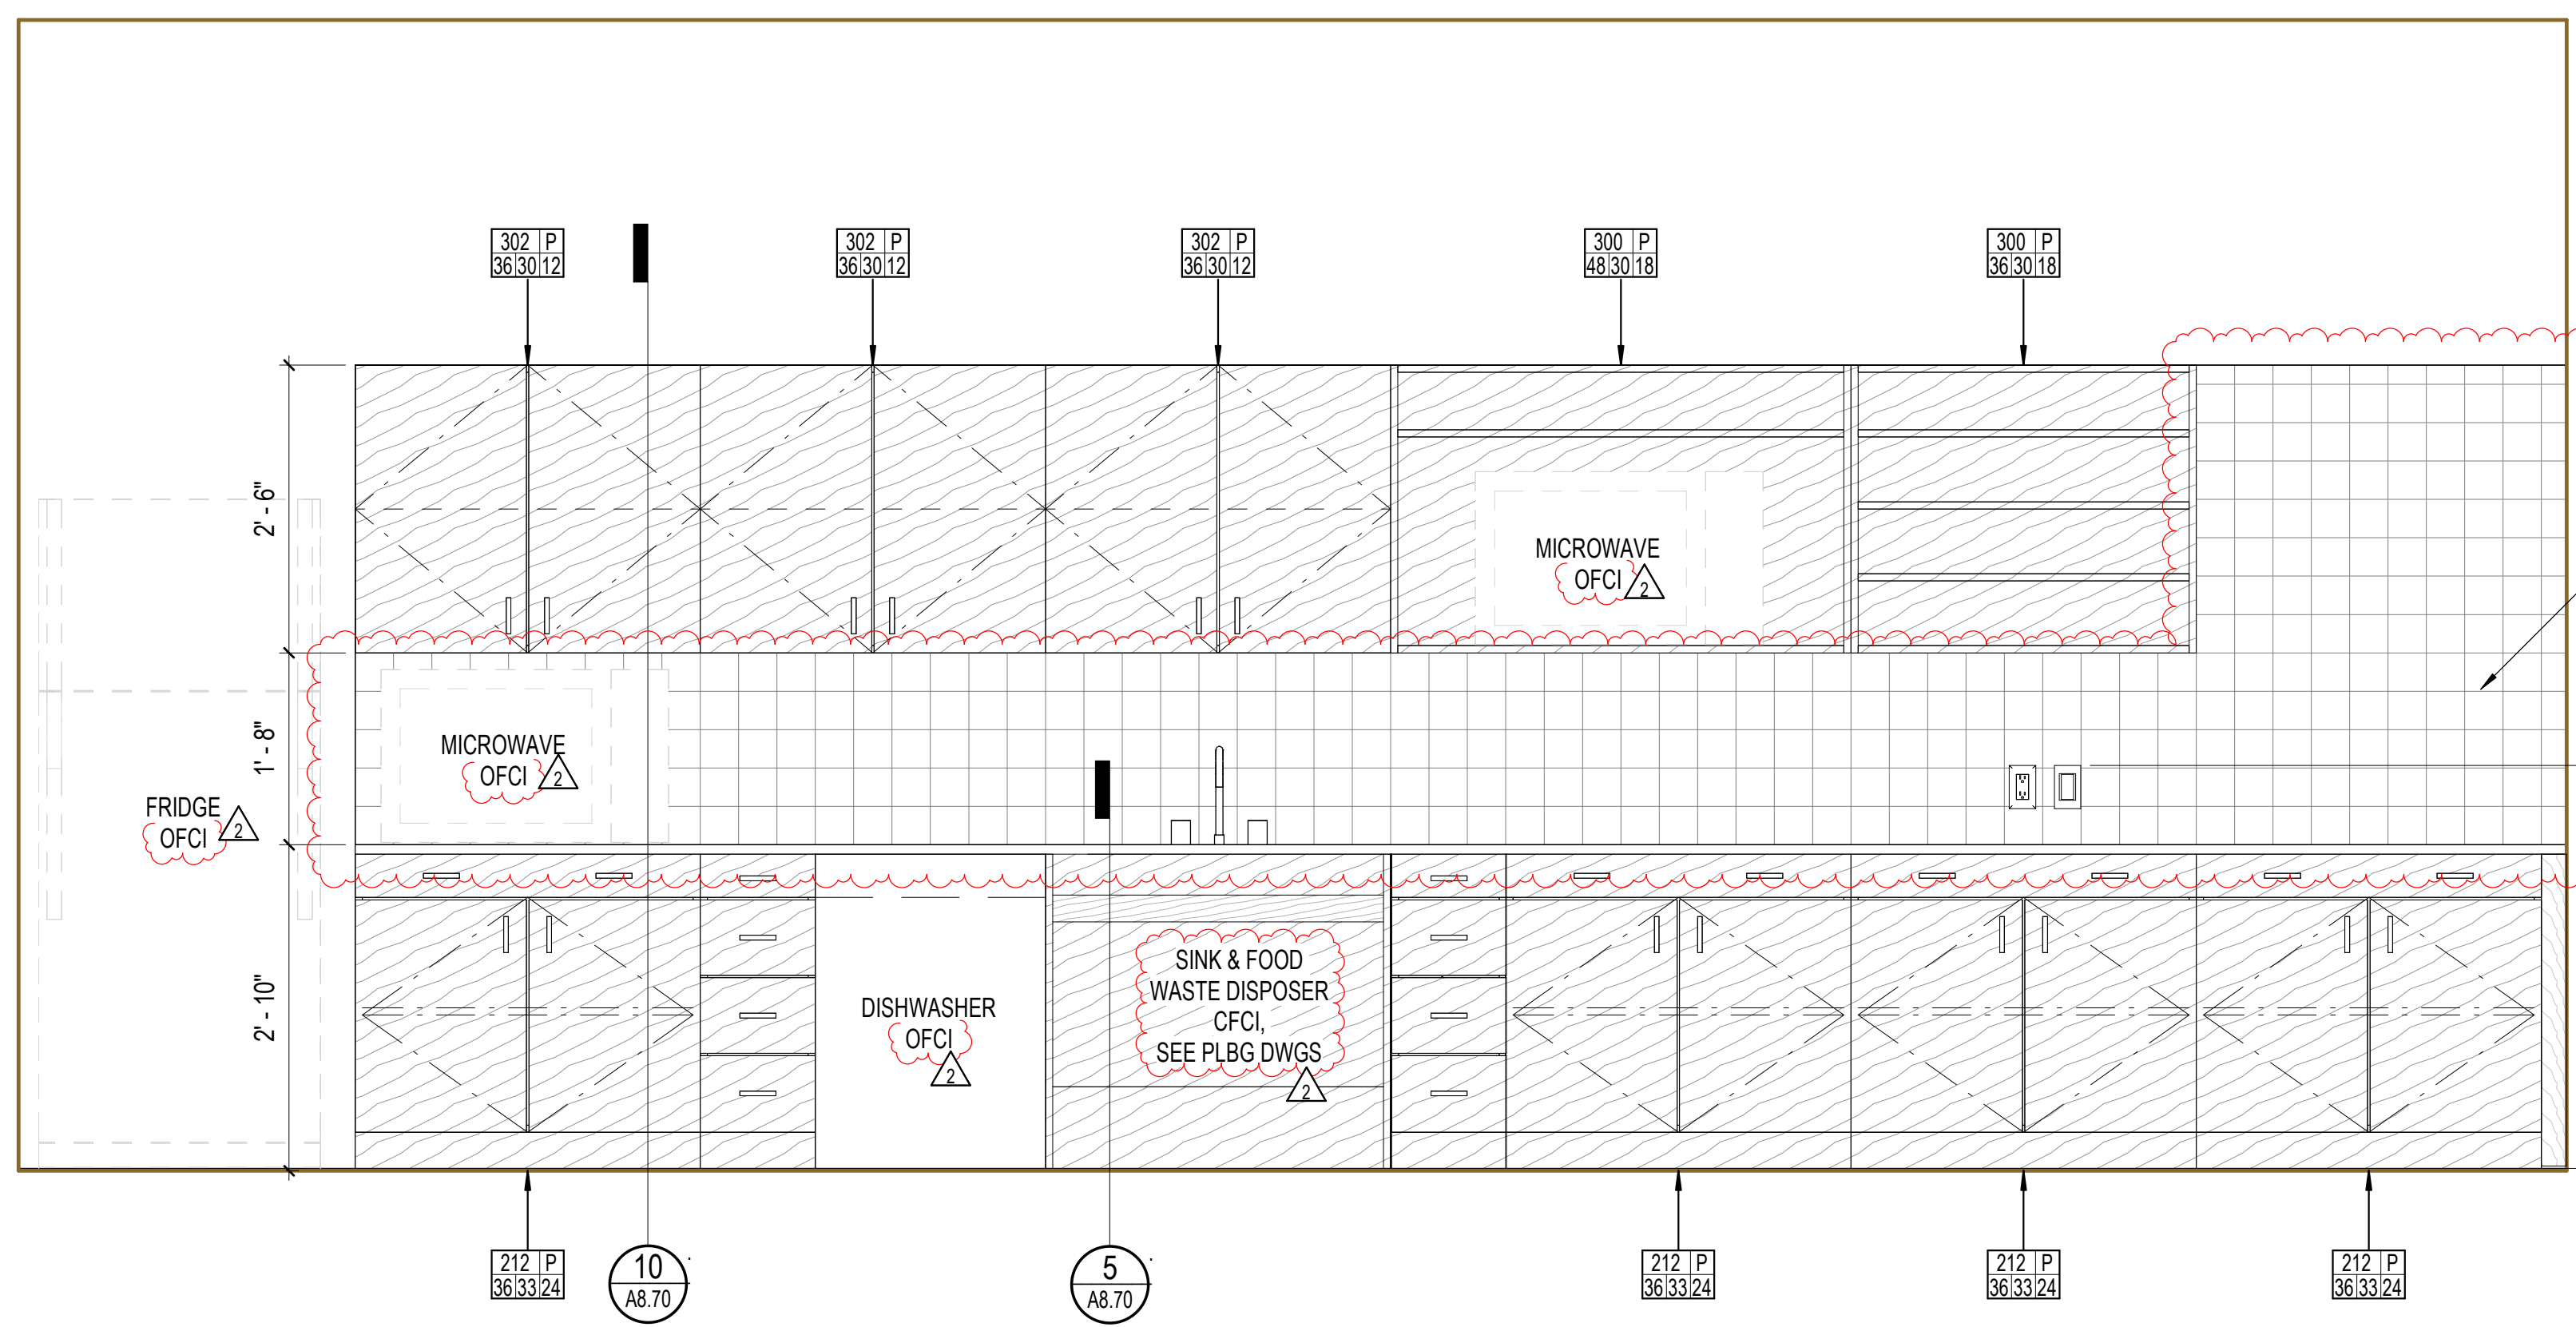 302 P
36 30 12
302 P
36 30 12
302 P
36 30 12
300 P
48 30 18
300 P
36 30 18
2' - 6"
MICROWAVE
OFCI 2
1' - 8"
MICROWAVE
OFCI 2
FRIDGE
OFCI 2
2' - 10"
DISHWASHER
OFCI
2
SINK & FOOD
WASTE DISPOSER
CFCI,
SEE PLBG DWGS
2
212 P
36 33 24
10
A8.70
5
A8.70
212 P
36 33 24
212 P
36 33 24
212 P
36 33 24